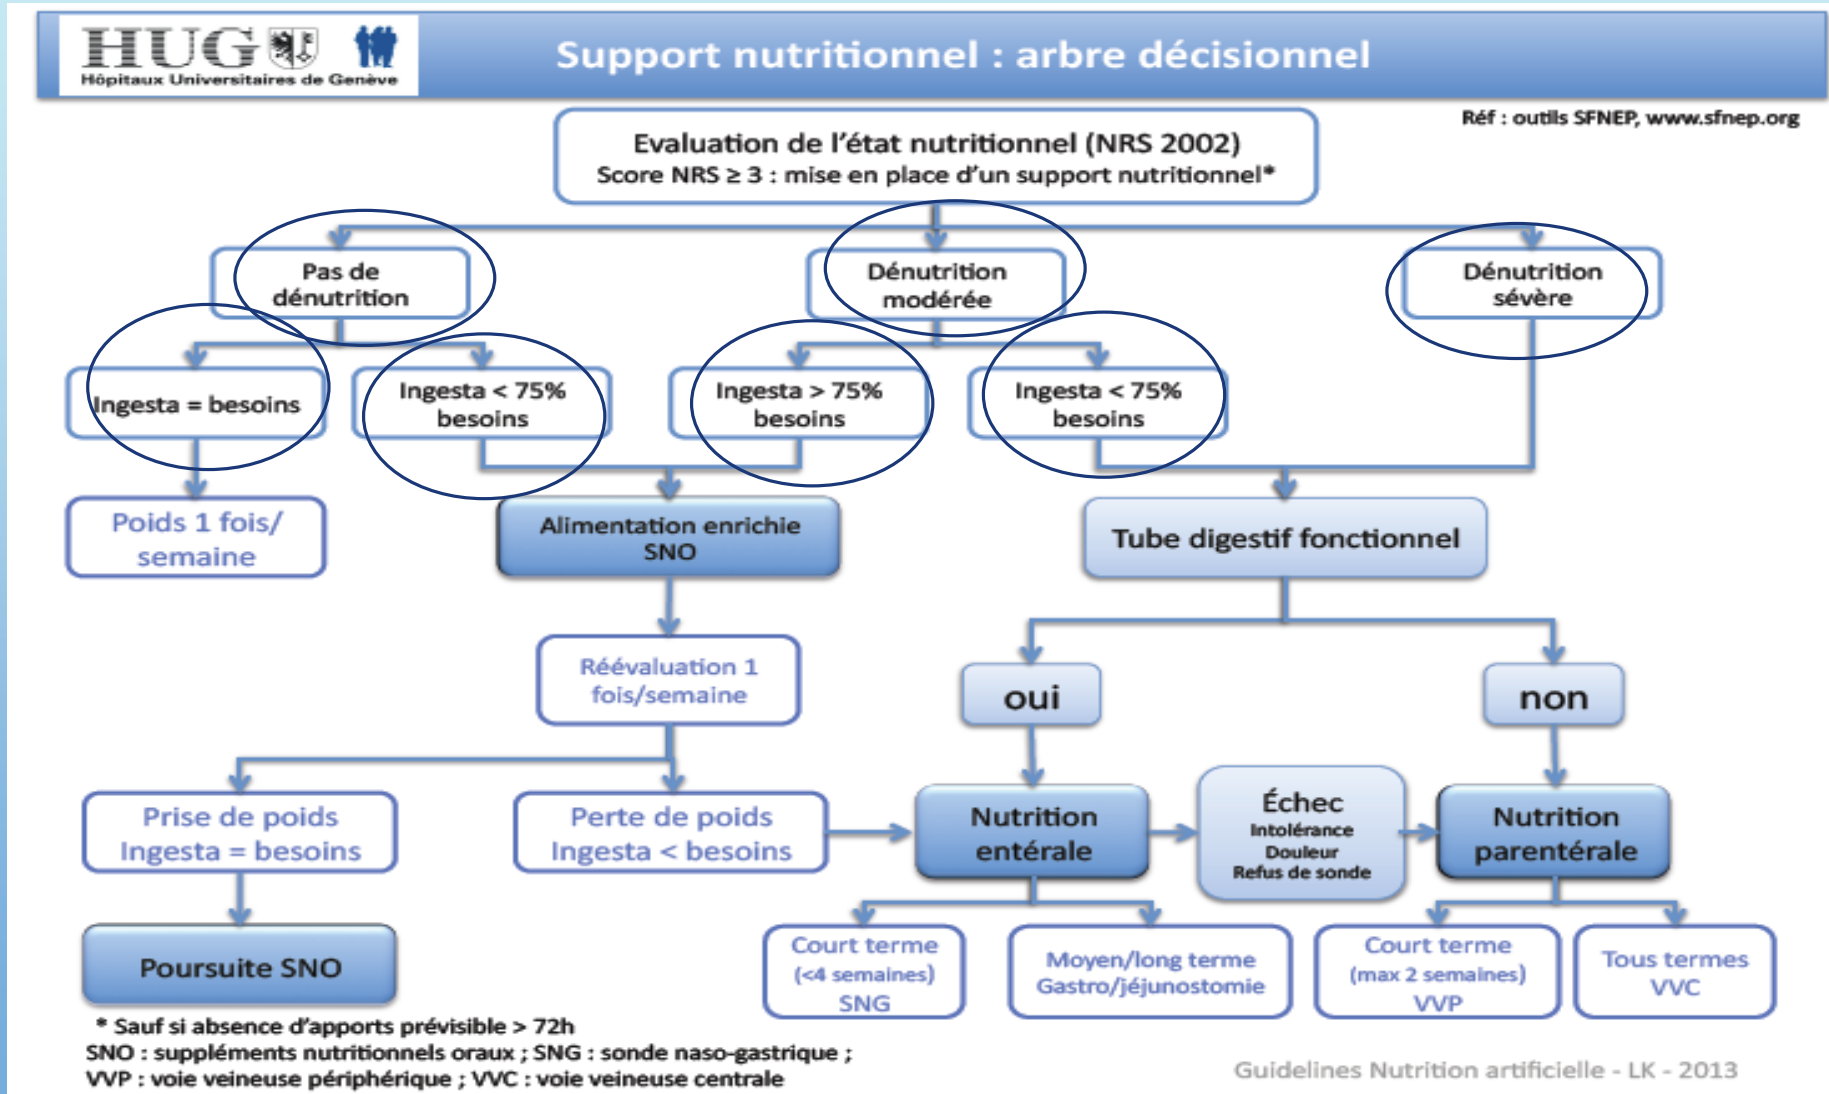 HUG
Hôpitaux Universitaires de Genève
Support nutritionnel : arbre décisionnel
Réf : outils SFNEP, www.sfnep.org
Evaluation de l'état nutritionnel (NRS 2002)
Score NRS ≥ 3 : mise en place d'un support nutritionnel*
Pas de
dénutrition
Dénutrition
modérée
Dénutrition
sévère
Ingesta = besoins
Ingesta < 75%
besoins
Ingesta > 75%
besoins
Ingesta < 75%
besoins
Poids 1 fois/
semaine
Alimentation enrichie
SNO
Tube digestif fonctionnel
Réévaluation 1
fois/semaine
oui
non
Prise de poids
Ingesta = besoins
Perte de poids
Ingesta < besoins
Nutrition
entérale
Échec
Intolérance
Douleur
Refus de sonde
Nutrition
parentérale
Poursuite SNO
Court terme
(<4 semaines)
SNG
Moyen/long terme
Gastro/jéjunostomie
Court terme
(max 2 semaines)
VVP
Tous termes
VVC
* Sauf si absence d'apports prévisible > 72h
SNO : suppléments nutritionnels oraux ; SNG : sonde naso-gastrique ;
VVP : voie veineuse périphérique ; VVC : voie veineuse centrale
Guidelines Nutrition artificielle - LK - 2013